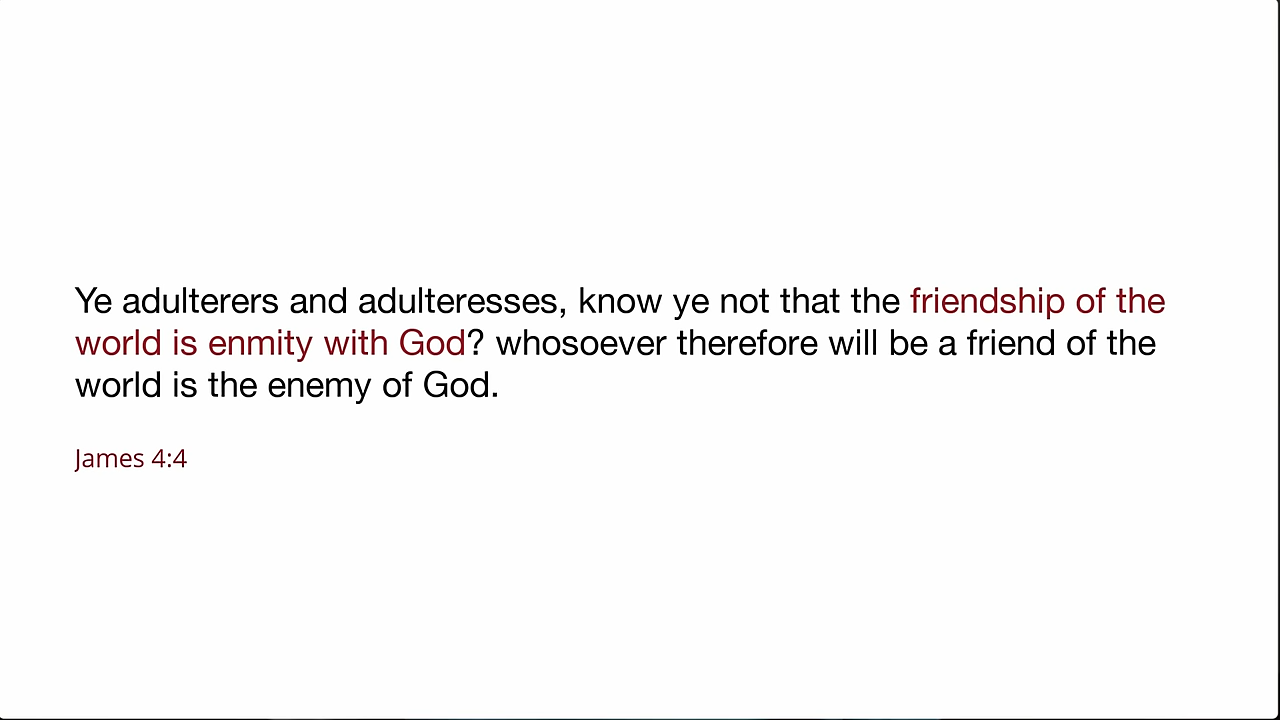 Ye adulterers and adulteresses, know ye not that the friendship of the
world is enmity with God? whosoever therefore will be a friend of the
world is the enemy of God.
James 4:4